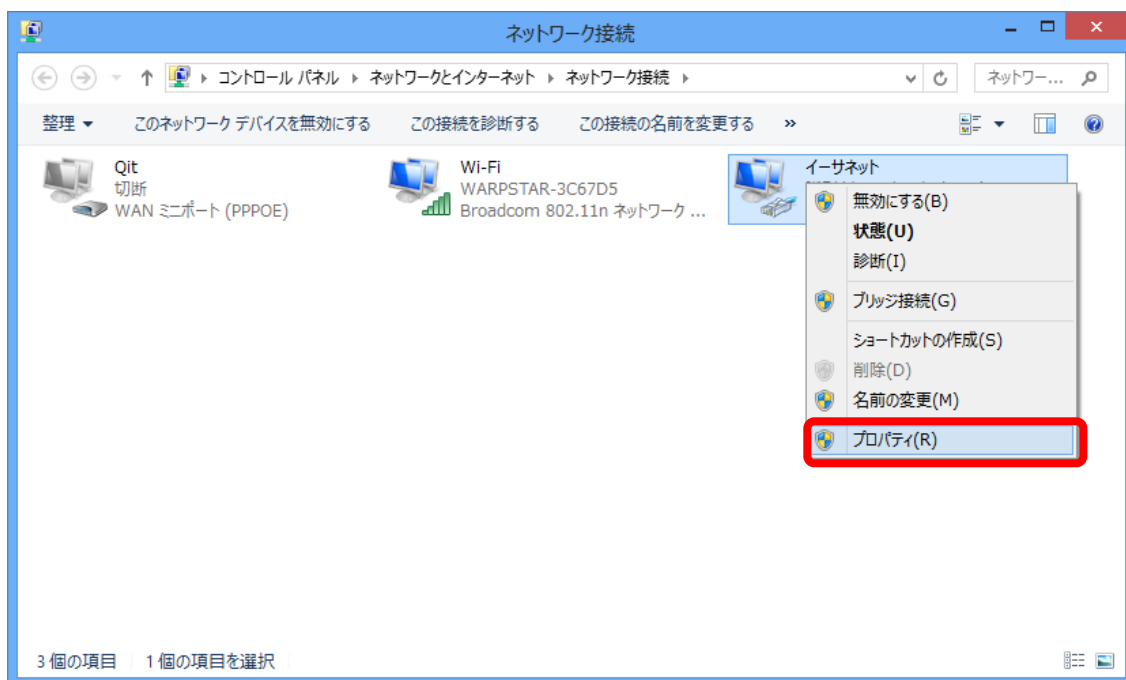 ネットワーク接続
コントロール パネル ネットワークとインターネット ネットワーク接続
ネットワー...
整理 このネットワーク デバイスを無効にする この接続を診断する この接続の名前を変更する »
Qit
切断
WAN ミニポート (PPPOE)
Wi-Fi
WARPSTAR-3C67D5
Broadcom 802.11n ネットワーク ...
イーサネット
無効にする(B)
状態(U)
診断(I)
ブリッジ接続(G)
ショートカットの作成(S)
削除(D)
名前の変更(M)
プロパティ(R)
3 個の項目 1 個の項目を選択